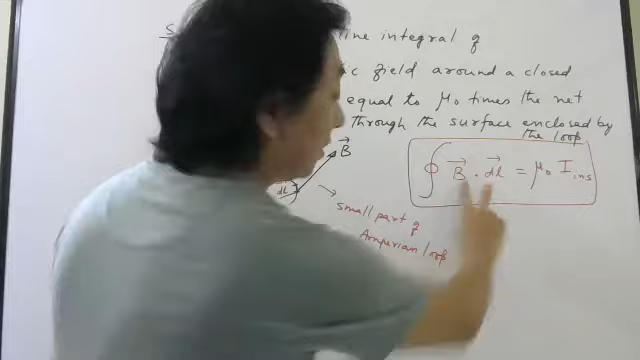 line integral of
field around a closed
equal to μ₀ times the net
through the surface enclosed by
the loop
∮ B⃗ . dl⃗ = μ₀ I ins
B⃗
dl
small part of
Amperian loop